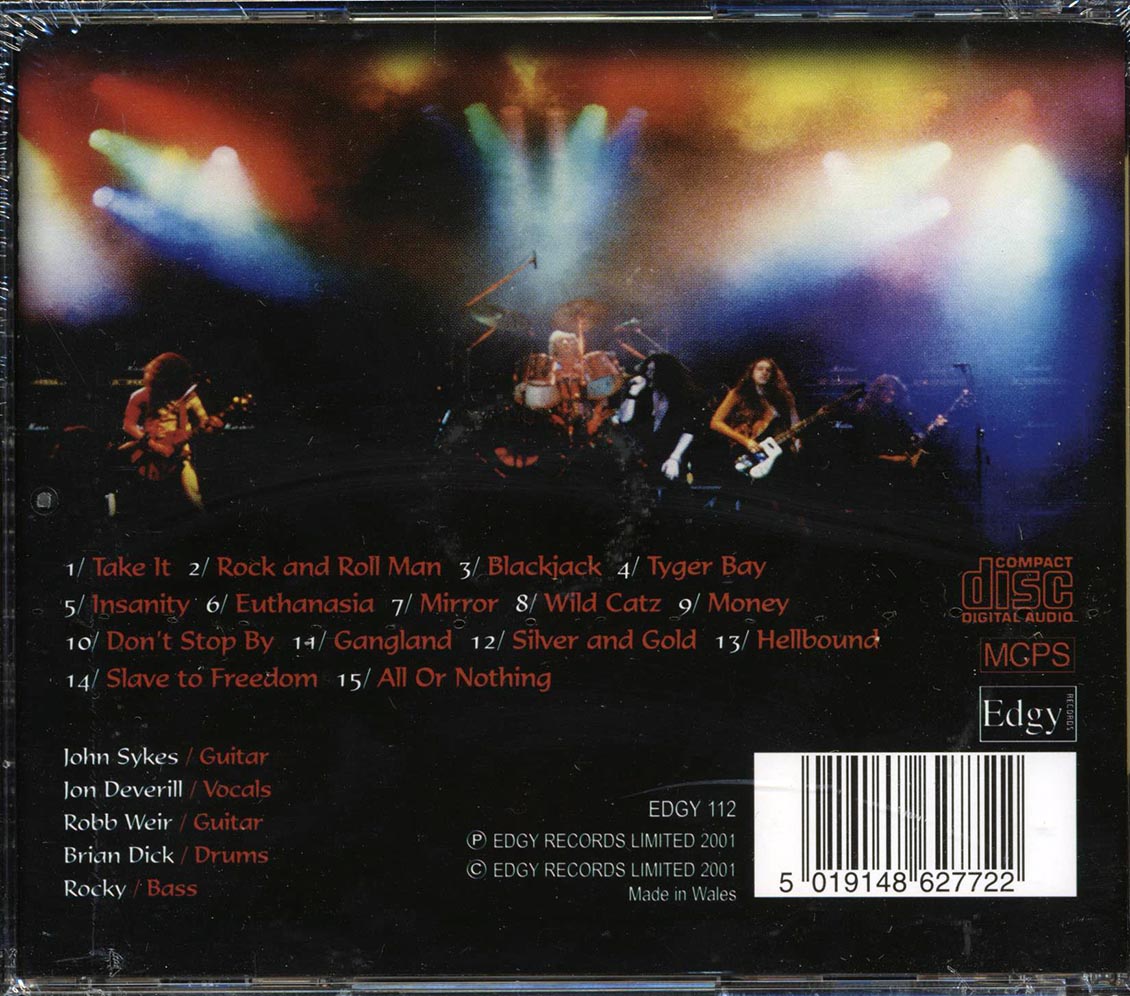 1/ Take It 2/ Rock and Roll Man 3/ Blackjack 4/ Tyger Bay
5/ Insanity 6/ Euthanasia 7/ Mirror 8/ Wild Catz 9/ Money
10/ Don't Stop By 11/ Gangland 12/ Silver and Gold 13/ Hellbound
14/ Slave to Freedom 15/ All Or Nothing
COMPACT
disc
DIGITAL AUDIO
MCPS
Edgy RECORDS
John Sykes / Guitar
Jon Deverill / Vocals
Robb Weir / Guitar
Brian Dick / Drums
Rocky / Bass
EDGY 112
Ⓟ EDGY RECORDS LIMITED 2001
© EDGY RECORDS LIMITED 2001
Made in Wales
5 019148 627722